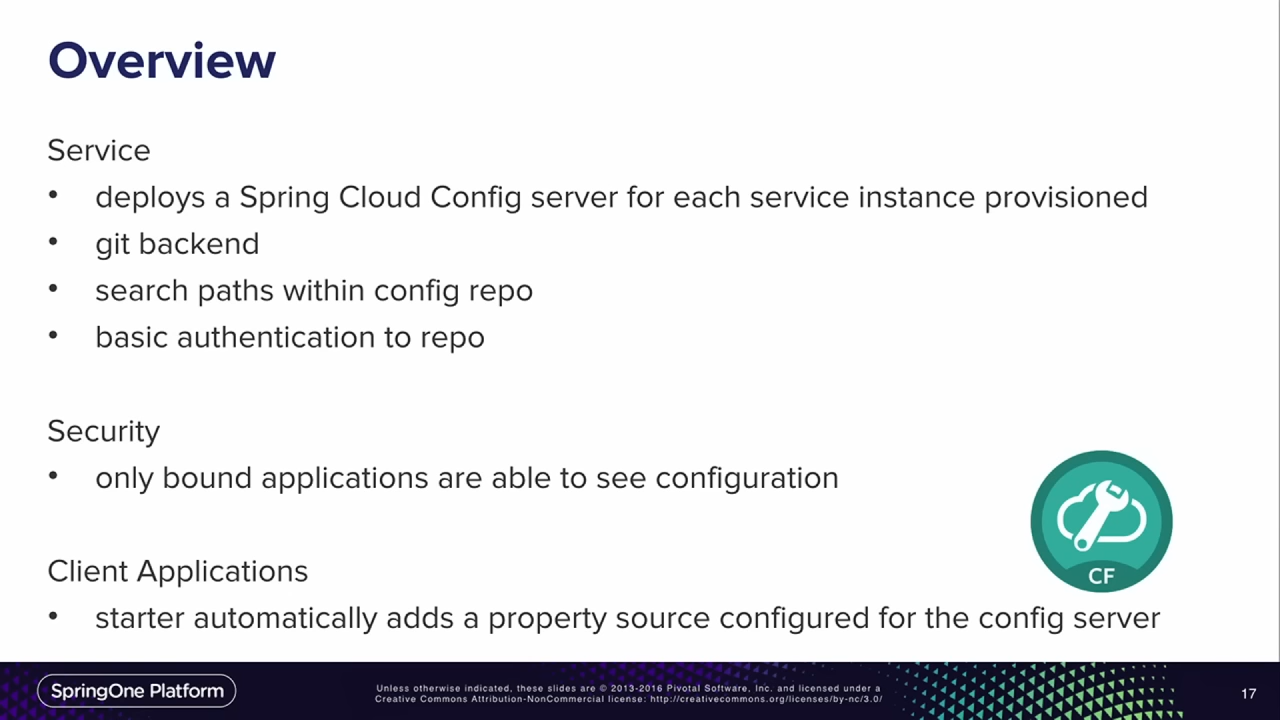 Overview
Service
• deploys a Spring Cloud Config server for each service instance provisioned
• git backend
• search paths within config repo
• basic authentication to repo
Security
• only bound applications are able to see configuration
CF
Client Applications
• starter automatically adds a property source configured for the config server
SpringOne Platform
Unless otherwise indicated, these slides are © 2013-2016 Pivotal Software, Inc. and licensed under a
Creative Commons Attribution-NonCommercial license: http://creativecommons.org/licenses/by-nc/3.0/
17